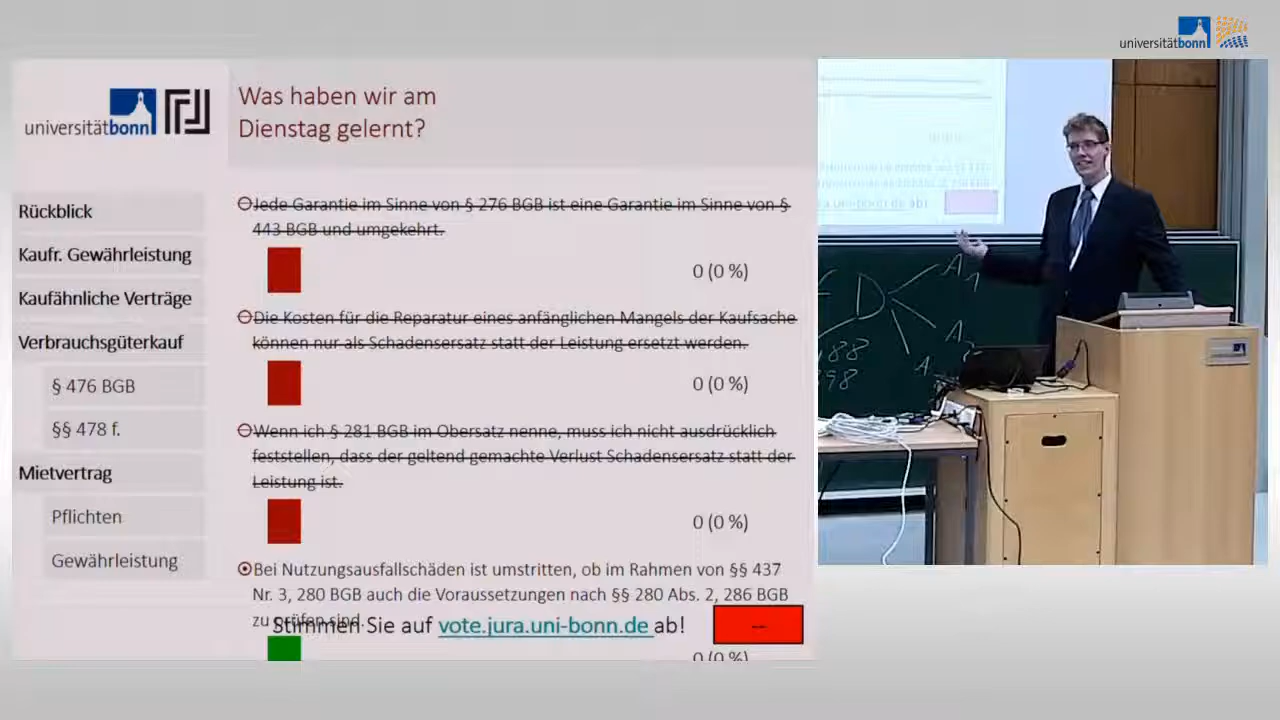 universitätbonn
universitätbonn
Was haben wir am
Dienstag gelernt?
Rückblick
Kaufr. Gewährleistung
Kaufähnliche Verträge
Verbrauchsgüterkauf
§ 476 BGB
§§ 478 f.
Mietvertrag
Pflichten
Gewährleistung
Jede Garantie im Sinne von § 276 BGB ist eine Garantie im Sinne von §
443 BGB und umgekehrt.
0 (0 %)
Die Kosten für die Reparatur eines anfänglichen Mangels der Kaufsache
können nur als Schadensersatz statt der Leistung ersetzt werden.
0 (0 %)
Wenn ich § 281 BGB im Obersatz nenne, muss ich nicht ausdrücklich
feststellen, dass der geltend gemachte Verlust Schadensersatz statt der
Leistung ist.
0 (0 %)
Bei Nutzungsausfallschäden ist umstritten, ob im Rahmen von §§ 437
Nr. 3, 280 BGB auch die Voraussetzungen nach §§ 280 Abs. 2, 286 BGB
zu prüfen sind.
Stimmen Sie auf vote.jura.uni-bonn.de ab!
0 (0 %)
D
A
A
A